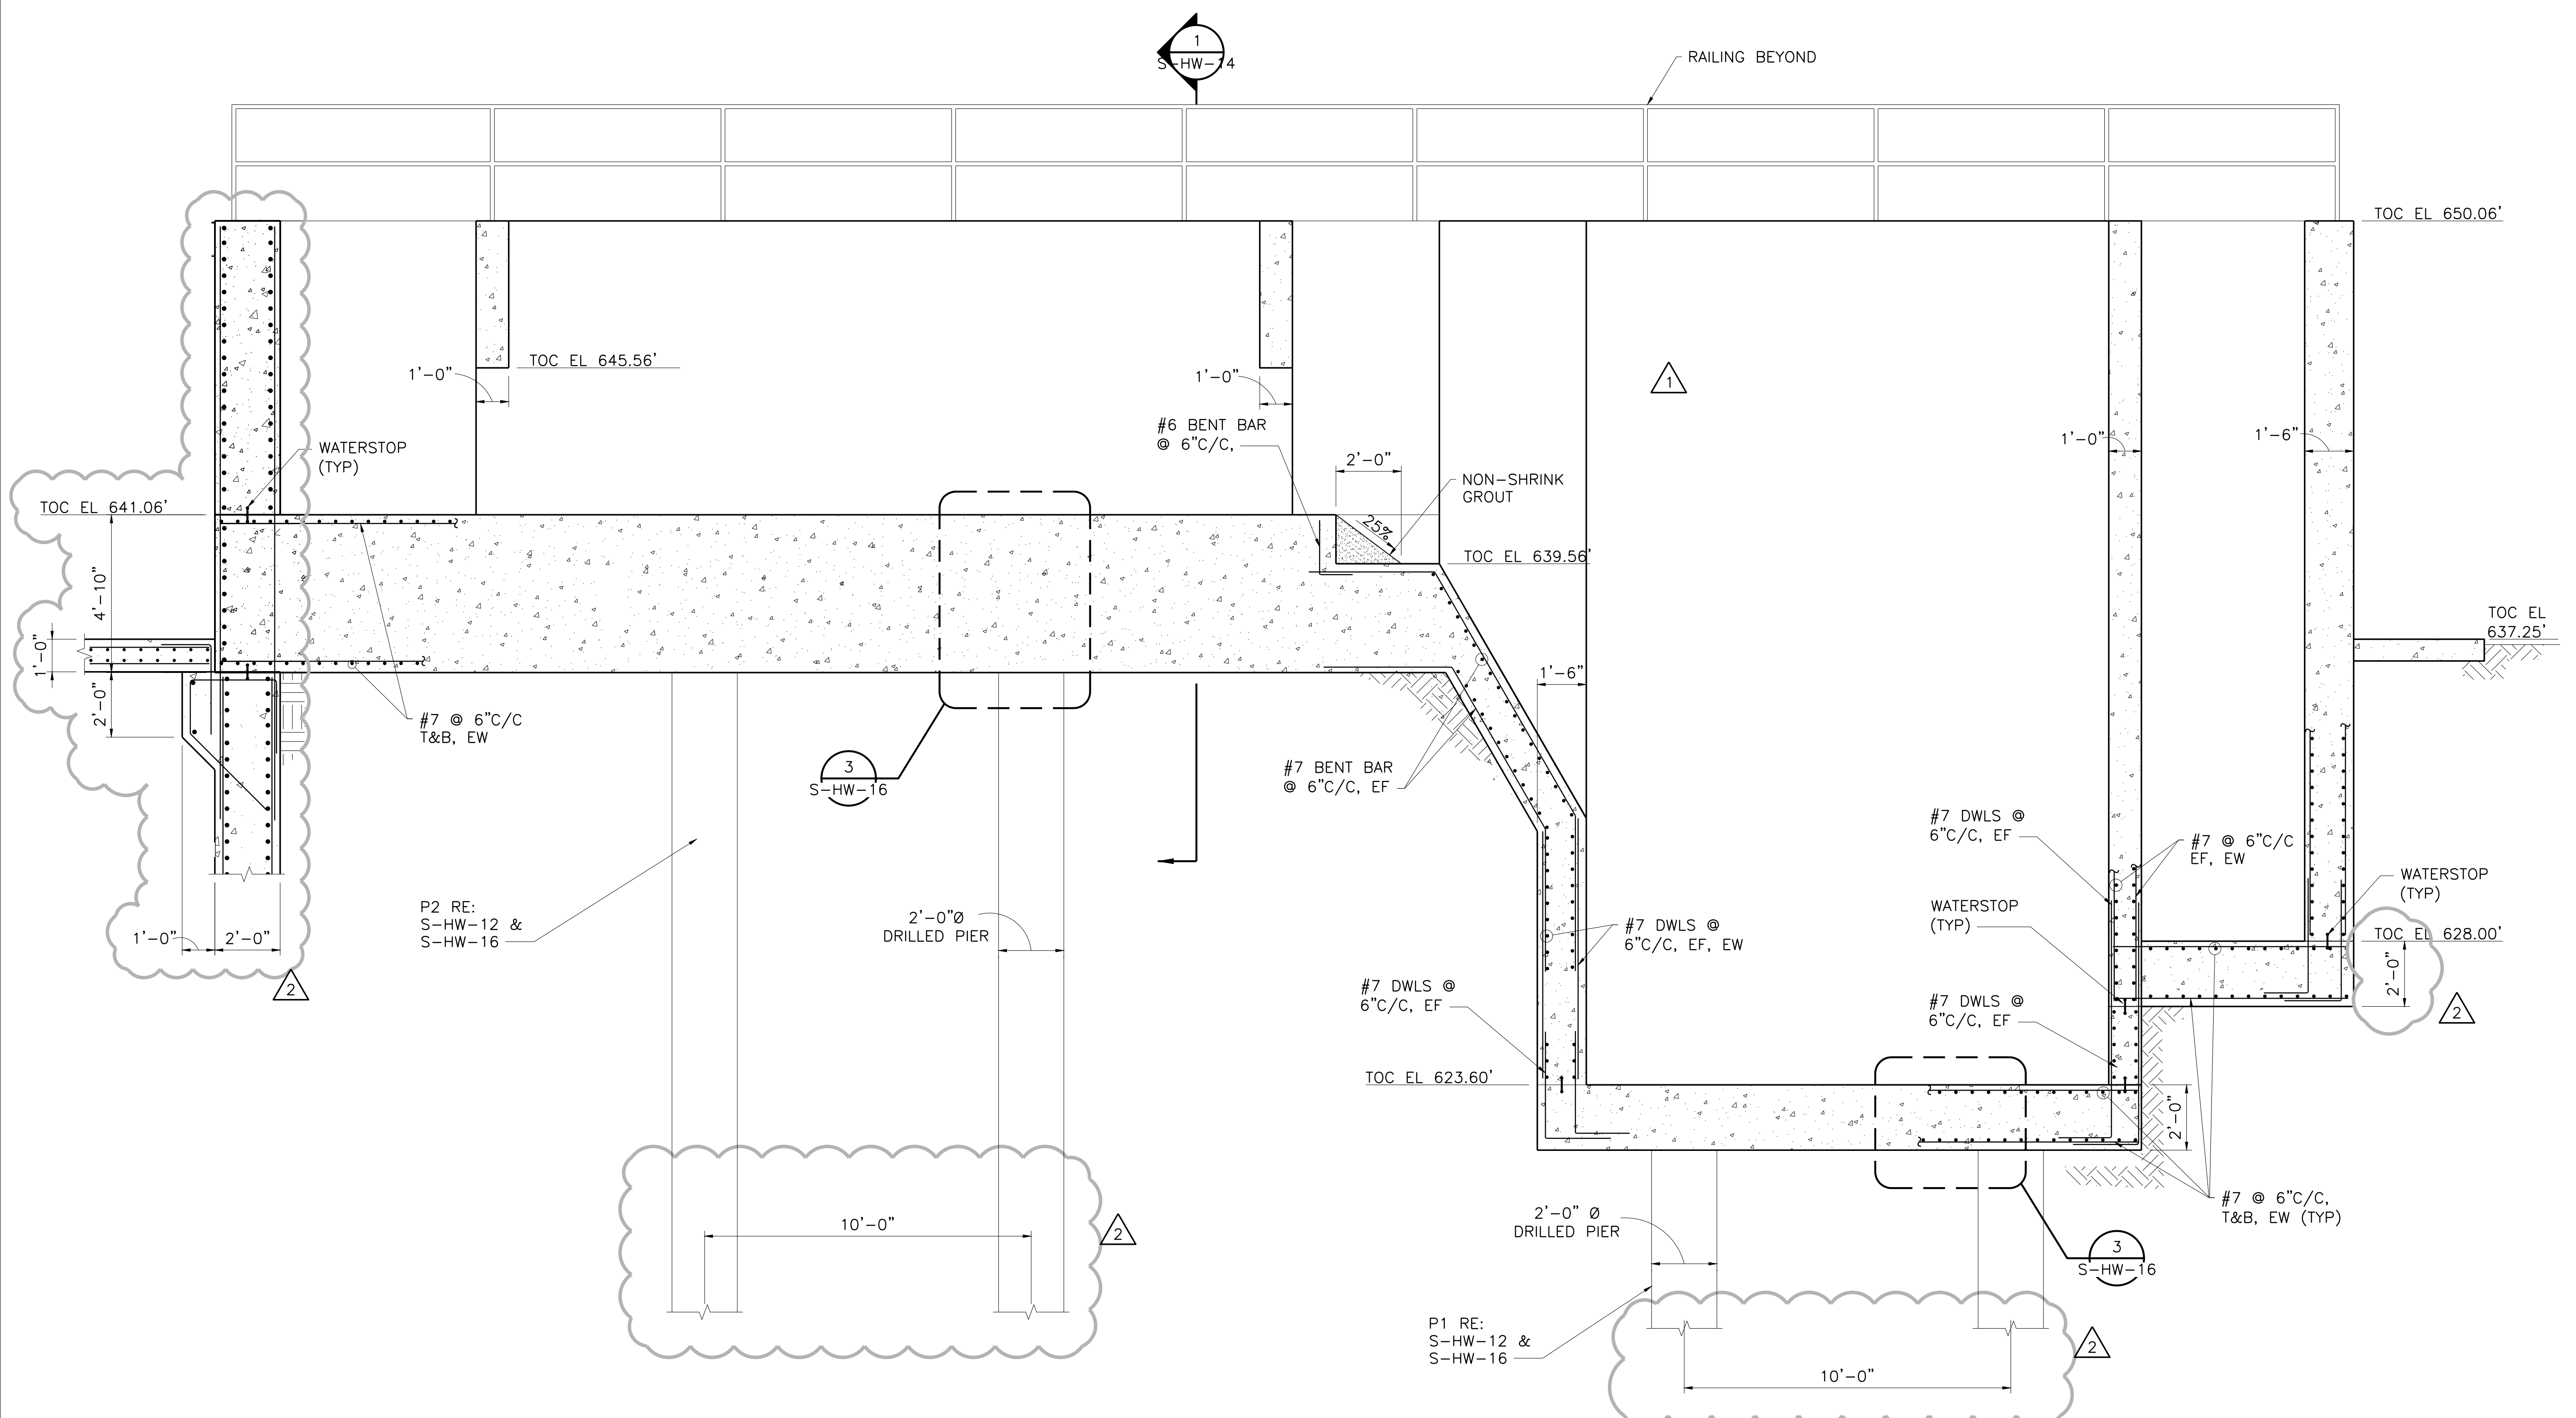 1
S-HW-14
RAILING BEYOND
TOC EL 650.06'
TOC EL 645.56'
1'-0"
1'-0"
#6 BENT BAR
@ 6"C/C,
2'-0"
NON-SHRINK
GROUT
25%
1
1'-0"
1'-6"
WATERSTOP
(TYP)
TOC EL 641.06'
TOC EL 639.56'
4'-10"
1'-0"
2'-0"
TOC EL
637.25'
1'-6"
#7 @ 6"C/C
T&B, EW
3
S-HW-16
#7 BENT BAR
@ 6"C/C, EF
#7 DWLS @
6"C/C, EF
#7 @ 6"C/C
EF, EW
WATERSTOP
(TYP)
WATERSTOP
(TYP)
P2 RE:
S-HW-12 &
S-HW-16
2'-0"Ø
DRILLED PIER
#7 DWLS @
6"C/C, EF, EW
TOC EL 628.00'
2'-0"
1'-0"
2'-0"
2
#7 DWLS @
6"C/C, EF
#7 DWLS @
6"C/C, EF
2
TOC EL 623.60'
2'-0"
#7 @ 6"C/C,
T&B, EW (TYP)
10'-0"
2
2'-0" Ø
DRILLED PIER
3
S-HW-16
P1 RE:
S-HW-12 &
S-HW-16
2
10'-0"